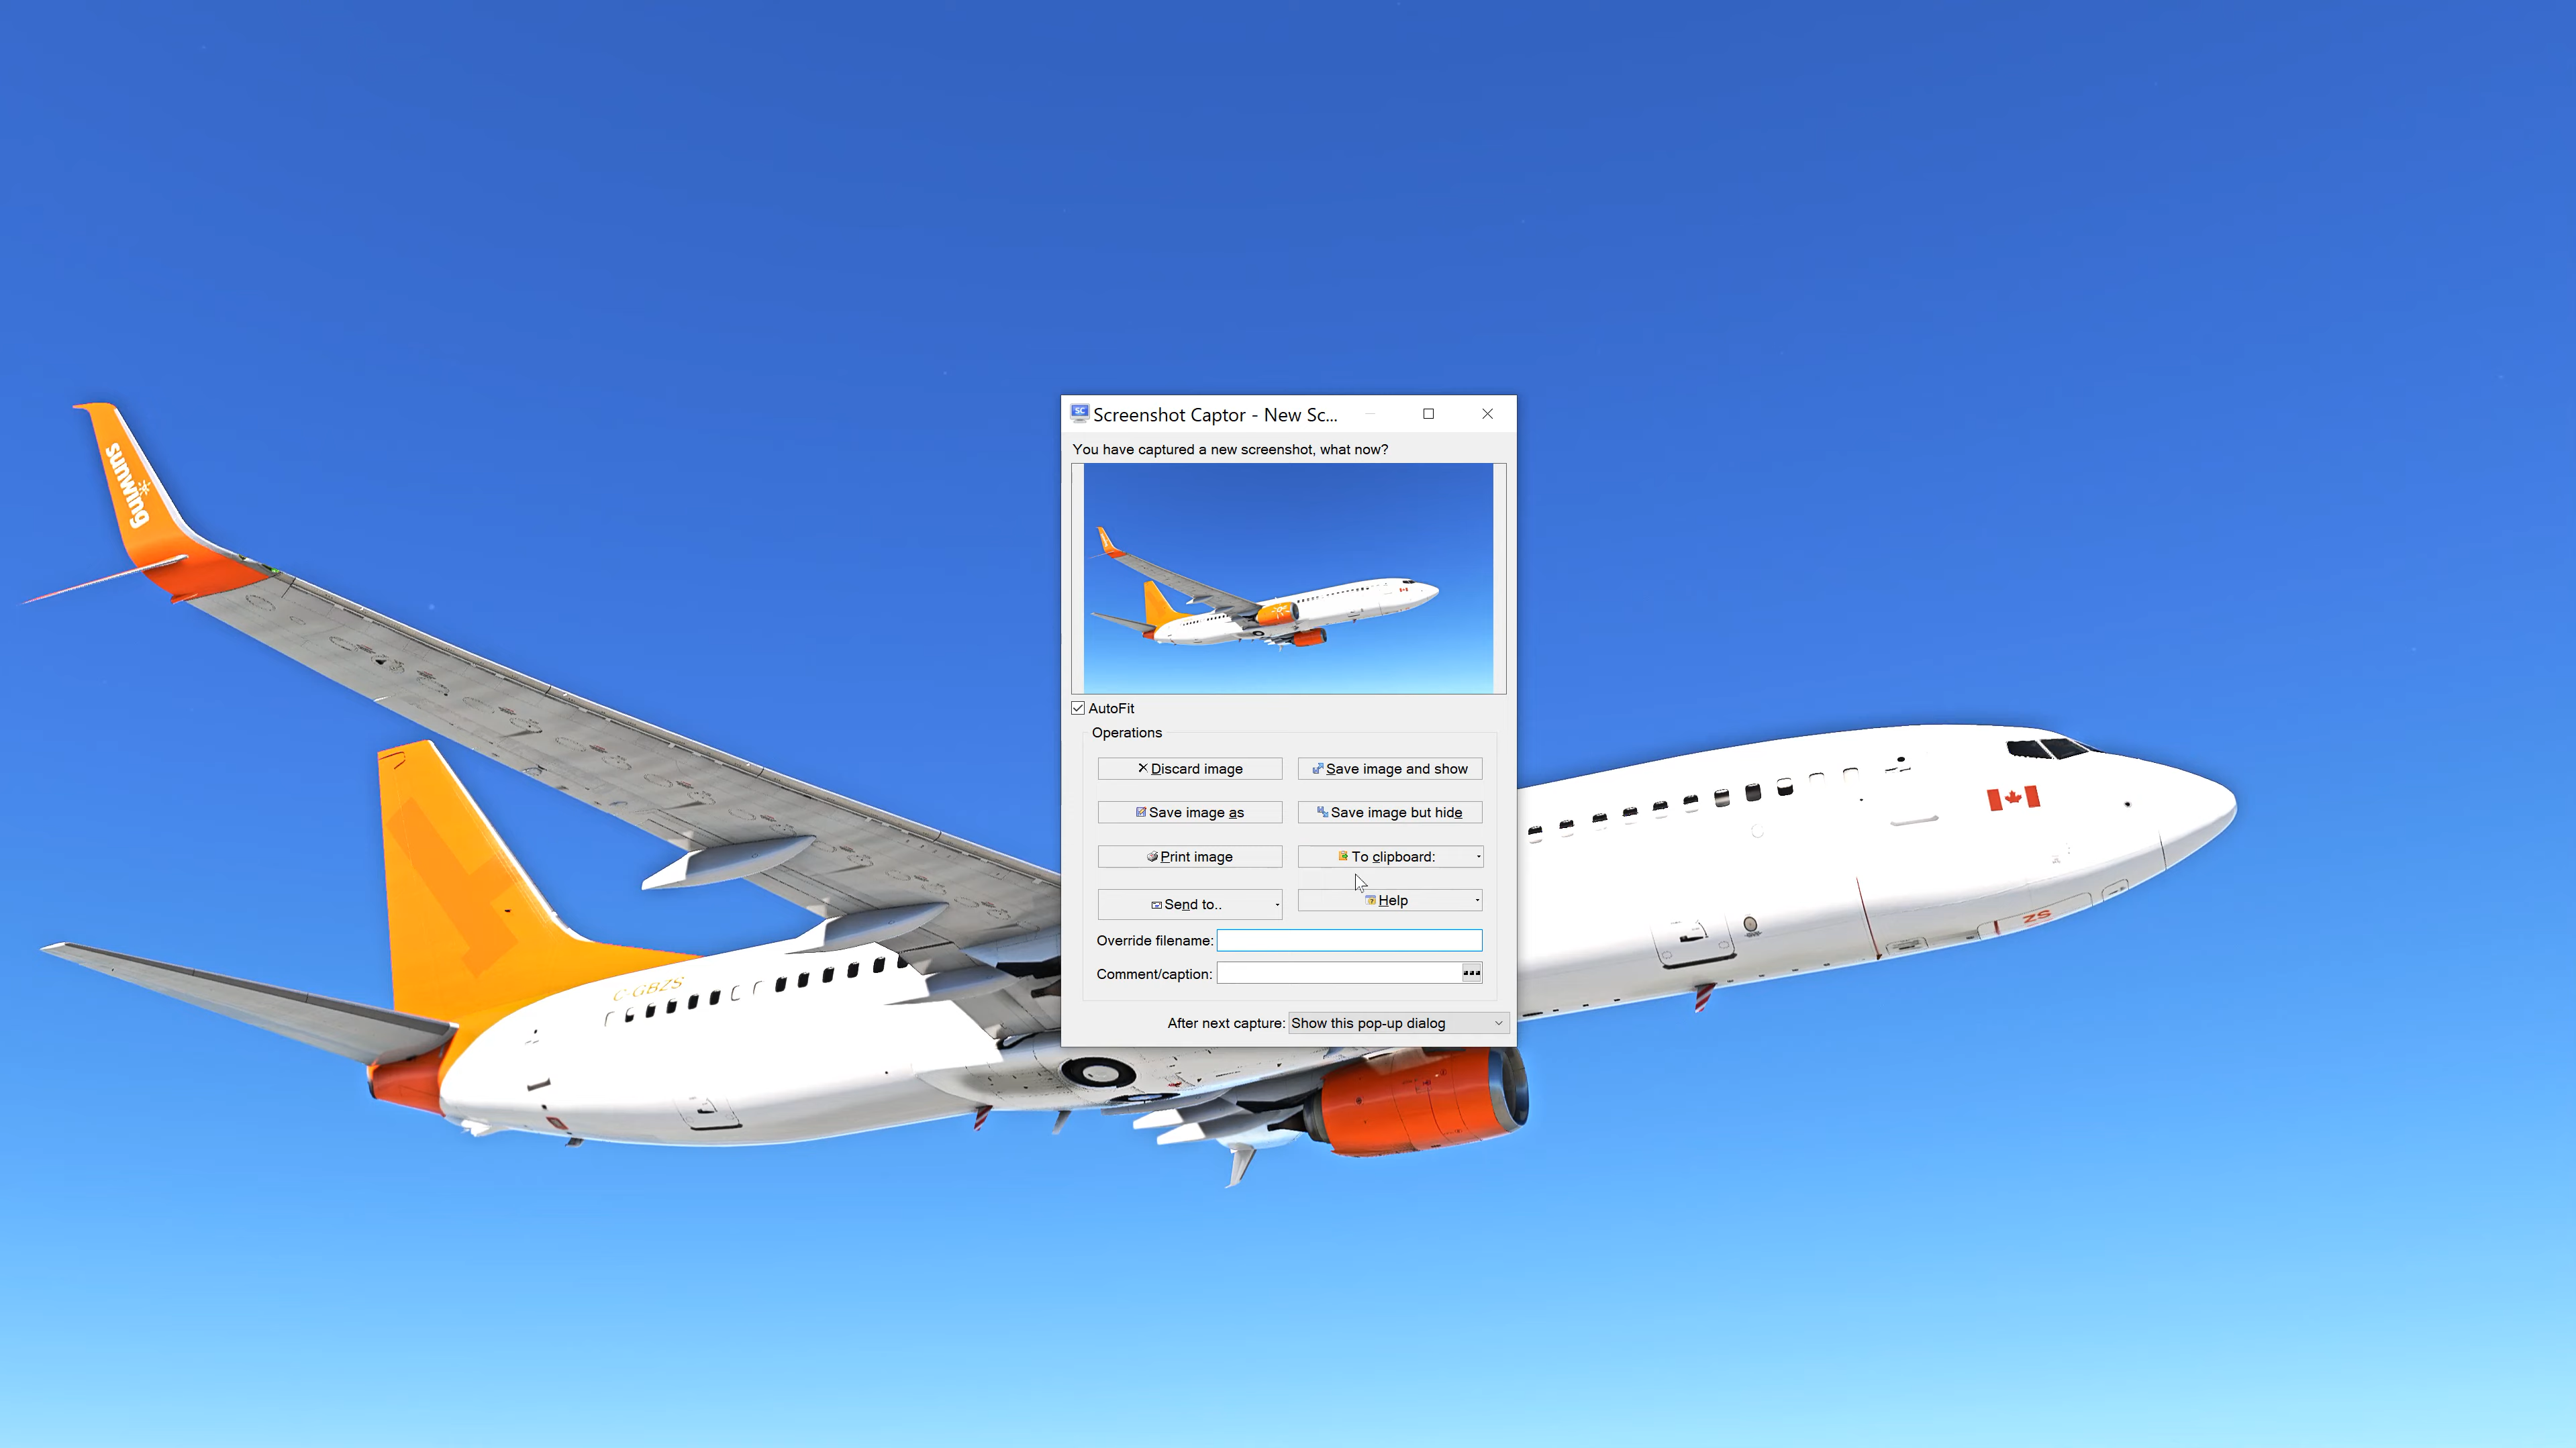 sunwing
Screenshot Captor - New Sc...
You have captured a new screenshot, what now?
AutoFit
Operations
Discard image
Save image and show
Save image as
Save image but hide
Print image
To clipboard:
Send to..
Help
Override filename:
Comment/caption:
After next capture: Show this pop-up dialog
C-GBZS
ZS